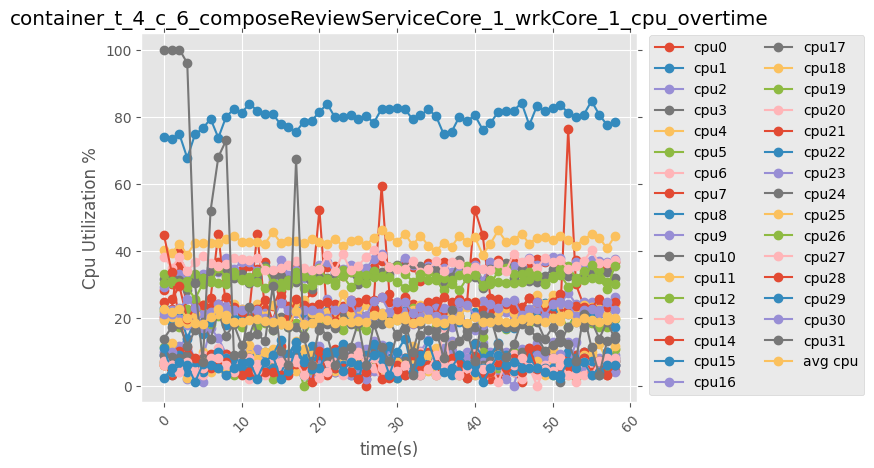 container_t_4_c_6_composeReviewServiceCore_1_wrkCore_1_cpu_overtime
100
80
60
40
20
0
Cpu Utilization %
0
10
20
30
40
50
60
time(s)
cpu0
cpu1
cpu2
cpu3
cpu4
cpu5
cpu6
cpu7
cpu8
cpu9
cpu10
cpu11
cpu12
cpu13
cpu14
cpu15
cpu16
cpu17
cpu18
cpu19
cpu20
cpu21
cpu22
cpu23
cpu24
cpu25
cpu26
cpu27
cpu28
cpu29
cpu30
cpu31
avg cpu